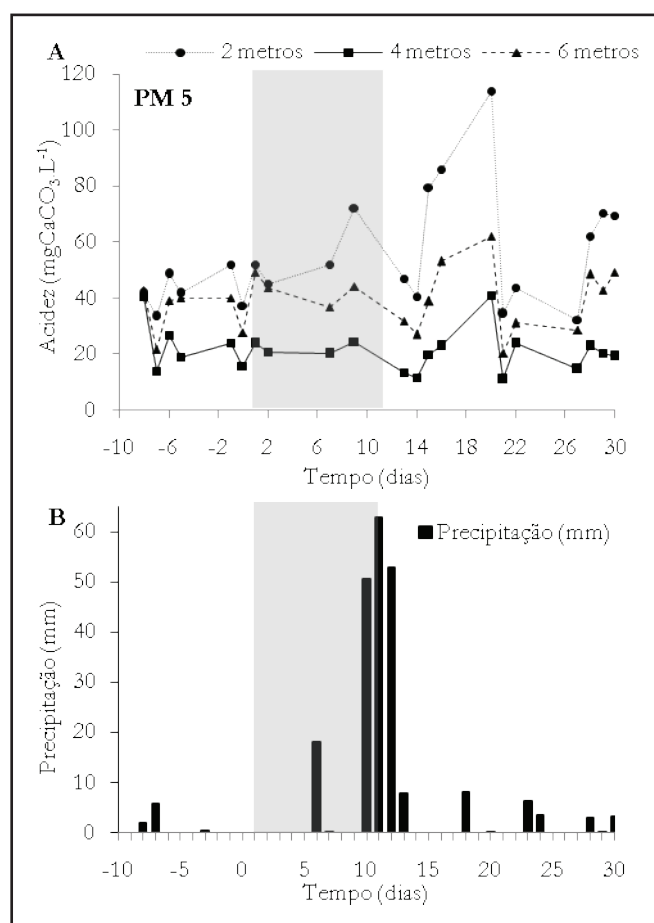 A
2 metros 4 metros 6 metros
120
PM 5
100
80
60
40
20
0
Acidez (mgCaCO3.L-1)
-10 -6 -2 2 6 10 14 18 22 26 30
Tempo (dias)
B
Precipitação (mm)
60
50
40
30
20
10
0
Precipitação (mm)
-10 -5 0 5 10 15 20 25 30
Tempo (dias)